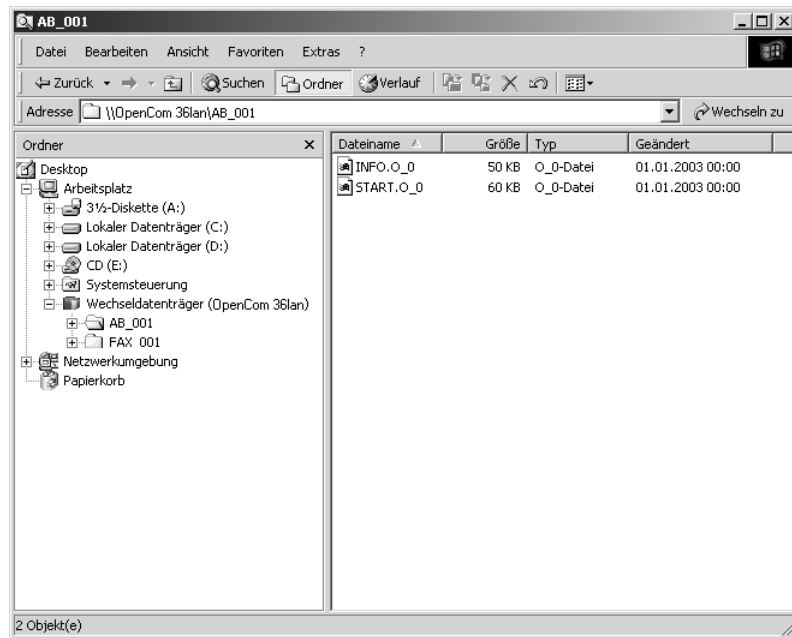 AB_001
Datei Bearbeiten Ansicht Favoriten Extras ?
Zurück Suchen Ordner Verlauf
Adresse \\OpenCom 36lan\AB_001 Wechseln zu
Ordner
Dateiname Größe Typ Geändert
Desktop
INFO.O_0 50 KB O_0-Datei 01.01.2003 00:00
Arbeitsplatz
START.O_0 60 KB O_0-Datei 01.01.2003 00:00
3½-Diskette (A:)
Lokaler Datenträger (C:)
Lokaler Datenträger (D:)
CD (E:)
Systemsteuerung
Wechseldatenträger (OpenCom 36lan)
AB_001
FAX 001
Netzwerkumgebung
Papierkorb
2 Objekt(e)